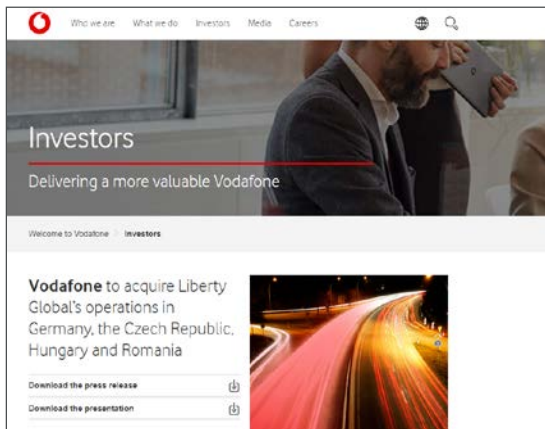 Who we are What we do Investors Media Careers
Investors
Delivering a more valuable Vodafone
Welcome to Vodafone Investors
Vodafone to acquire Liberty
Global's operations in
Germany, the Czech Republic,
Hungary and Romania
Download the press release
Download the presentation